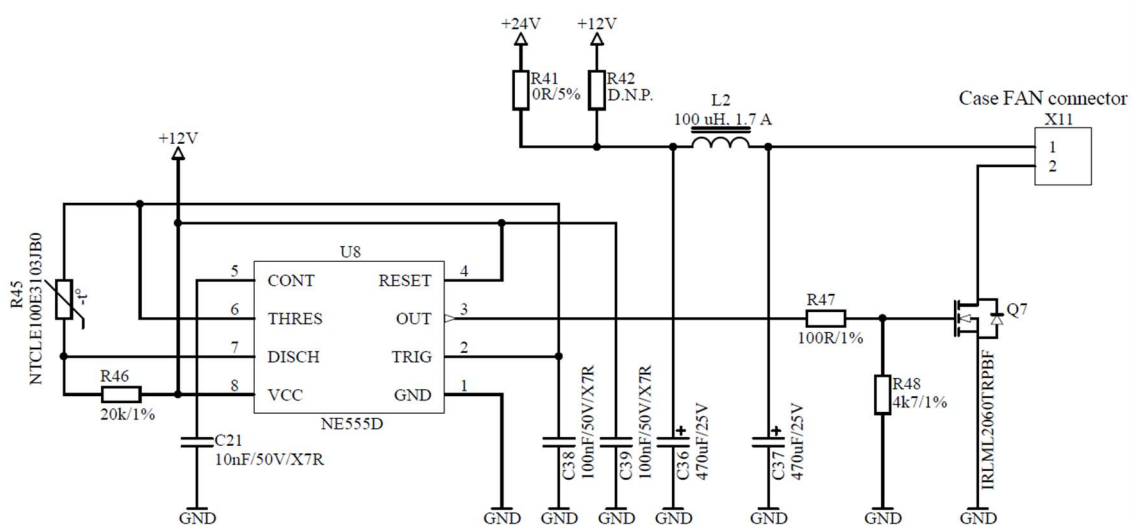 +24V
+12V
R41
0R/5%
R42
D.N.P.
L2
100 uH, 1.7 A
Case FAN connector
X11
1
2
+12V
U8
R45
NTCLE100E3103JB0
-t°
5
CONT
RESET
4
6
THRES
OUT
3
7
DISCH
TRIG
2
8
VCC
GND
1
NE555D
R46
20k/1%
C21
10nF/50V/X7R
C38
100nF/50V/X7R
C39
100nF/50V/X7R
C36
470uF/25V
C37
470uF/25V
+
+
R47
100R/1%
R48
4k7/1%
Q7
IRLML2060TRPBF
GND
GND
GND
GND
GND
GND
GND
GND